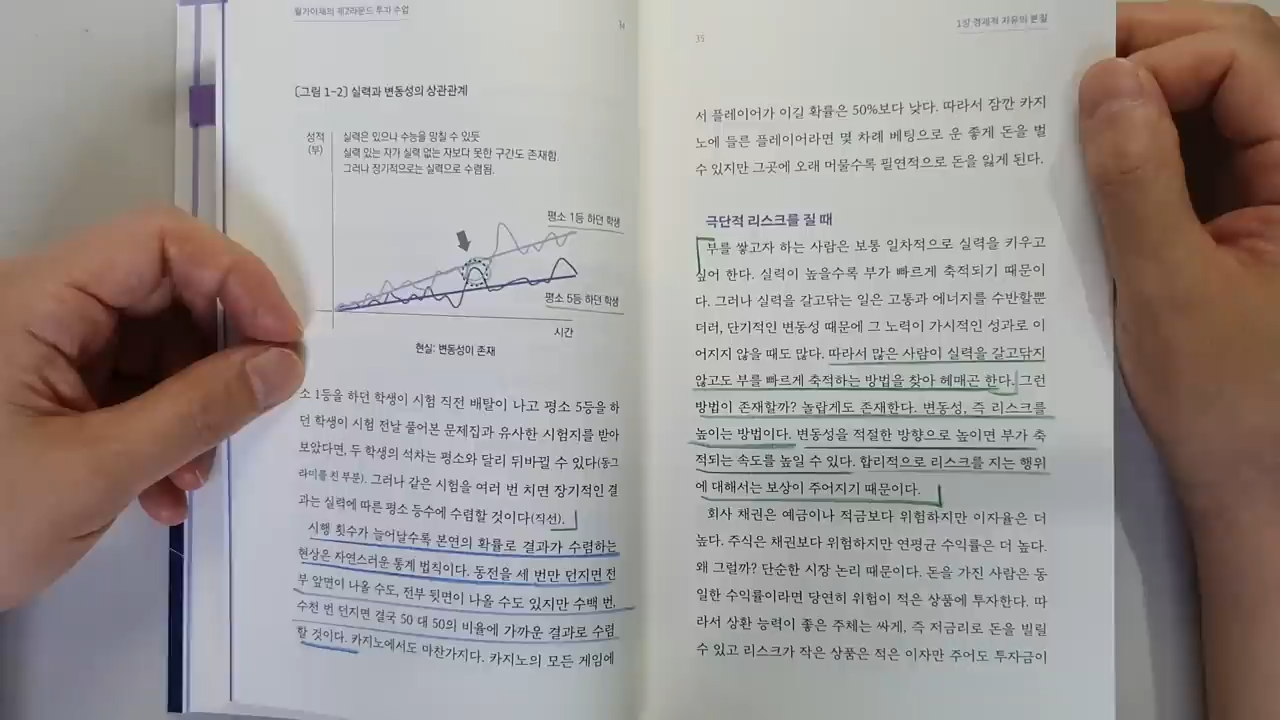 월가아재의 제2라운드 투자 수업
34
[그림 1-2] 실력과 변동성의 상관관계
성적
(부)
실력은 있으나 수능을 망칠 수 있듯
실력 있는 자가 실력 없는 자보다 못한 구간도 존재함.
그러나 장기적으로는 실력으로 수렴됨.
평소 1등 하던 학생
평소 5등 하던 학생
시간
현실: 변동성이 존재
소 1등을 하던 학생이 시험 직전 배탈이 나고 평소 5등을 하
던 학생이 시험 전날 풀어본 문제집과 유사한 시험지를 받아
보았다면, 두 학생의 석차는 평소와 달리 뒤바뀔 수 있다(동그
라미를 친 부분). 그러나 같은 시험을 여러 번 치면 장기적인 결
과는 실력에 따른 평소 등수에 수렴할 것이다(직선).
시행 횟수가 늘어날수록 본연의 확률로 결과가 수렴하는
현상은 자연스러운 통계 법칙이다. 동전을 세 번만 던지면 전
부 앞면이 나올 수도, 전부 뒷면이 나올 수도 있지만 수백 번,
수천 번 던지면 결국 50 대 50의 비율에 가까운 결과로 수렴
할 것이다. 카지노에서도 마찬가지다. 카지노의 모든 게임에
35
1장 경제적 자유의 본질
서 플레이어가 이길 확률은 50%보다 낮다. 따라서 잠깐 카지
노에 들른 플레이어라면 몇 차례 베팅으로 운 좋게 돈을 벌
수 있지만 그곳에 오래 머물수록 필연적으로 돈을 잃게 된다.
극단적 리스크를 질 때
부를 쌓고자 하는 사람은 보통 일차적으로 실력을 키우고
싶어 한다. 실력이 높을수록 부가 빠르게 축적되기 때문이
다. 그러나 실력을 갈고닦는 일은 고통과 에너지를 수반할뿐
더러, 단기적인 변동성 때문에 그 노력이 가시적인 성과로 이
어지지 않을 때도 많다. 따라서 많은 사람이 실력을 갈고닦지
않고도 부를 빠르게 축적하는 방법을 찾아 헤매곤 한다. 그런
방법이 존재할까? 놀랍게도 존재한다. 변동성, 즉 리스크를
높이는 방법이다. 변동성을 적절한 방향으로 높이면 부가 축
적되는 속도를 높일 수 있다. 합리적으로 리스크를 지는 행위
에 대해서는 보상이 주어지기 때문이다.
회사 채권은 예금이나 적금보다 위험하지만 이자율은 더
높다. 주식은 채권보다 위험하지만 연평균 수익률은 더 높다.
왜 그럴까? 단순한 시장 논리 때문이다. 돈을 가진 사람은 동
일한 수익률이라면 당연히 위험이 적은 상품에 투자한다. 따
라서 상환 능력이 좋은 주체는 싸게, 즉 저금리로 돈을 빌릴
수 있고 리스크가 작은 상품은 적은 이자만 주어도 투자금이